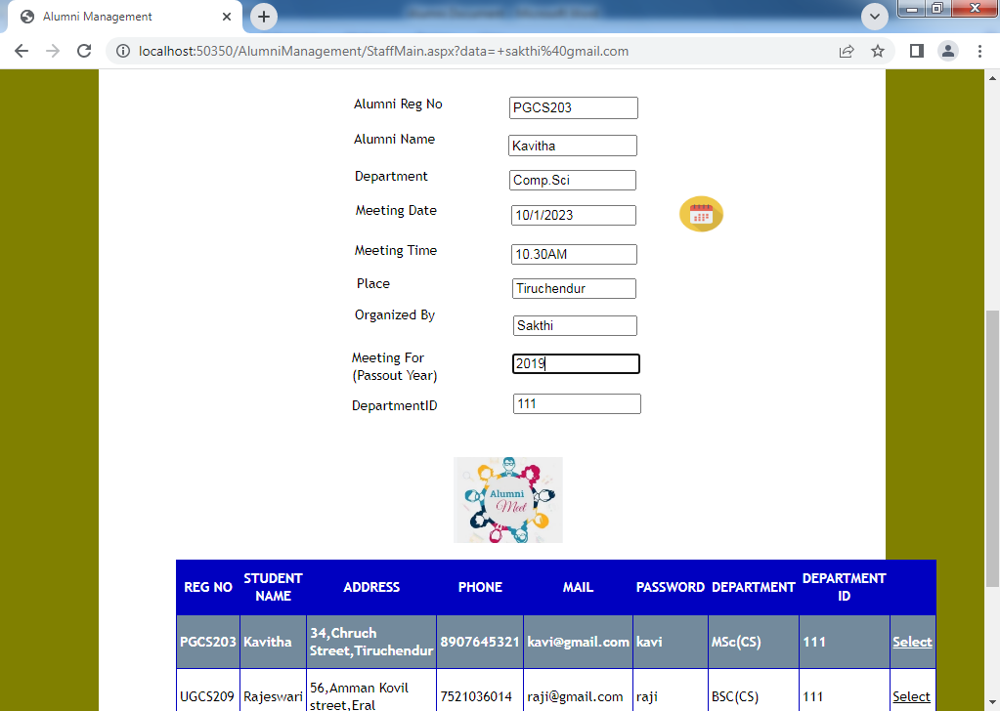 Alumni Management
localhost:50350/AlumniManagement/StaffMain.aspx?data=+sakthi%40gmail.com
Alumni Reg No PGCS203
Alumni Name Kavitha
Department Comp.Sci
Meeting Date 10/1/2023
Meeting Time 10.30AM
Place Tiruchendur
Organized By Sakthi
Meeting For
(Passout Year) 2019
DepartmentID 111
Alumni
Meet
REG NO STUDENT NAME ADDRESS PHONE MAIL PASSWORD DEPARTMENT DEPARTMENT ID
PGCS203 Kavitha 34,Chruch Street,Tiruchendur 8907645321 kavi@gmail.com kavi MSc(CS) 111 Select
UGCS209 Rajeswari 56,Amman Kovil street,Eral 7521036014 raji@gmail.com raji BSC(CS) 111 Select